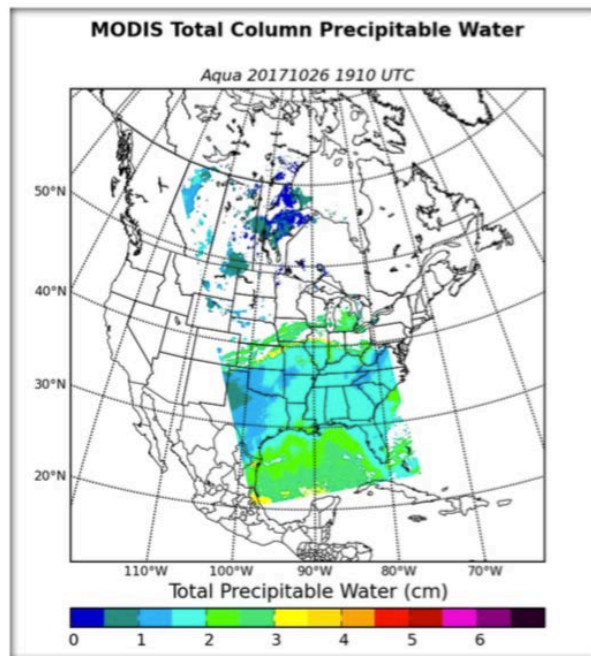 MODIS Total Column Precipitable Water
Aqua 20171026 1910 UTC
50°N
40°N
30°N
20°N
110°W 100°W 90°W 80°W 70°W
Total Precipitable Water (cm)
0 1 2 3 4 5 6